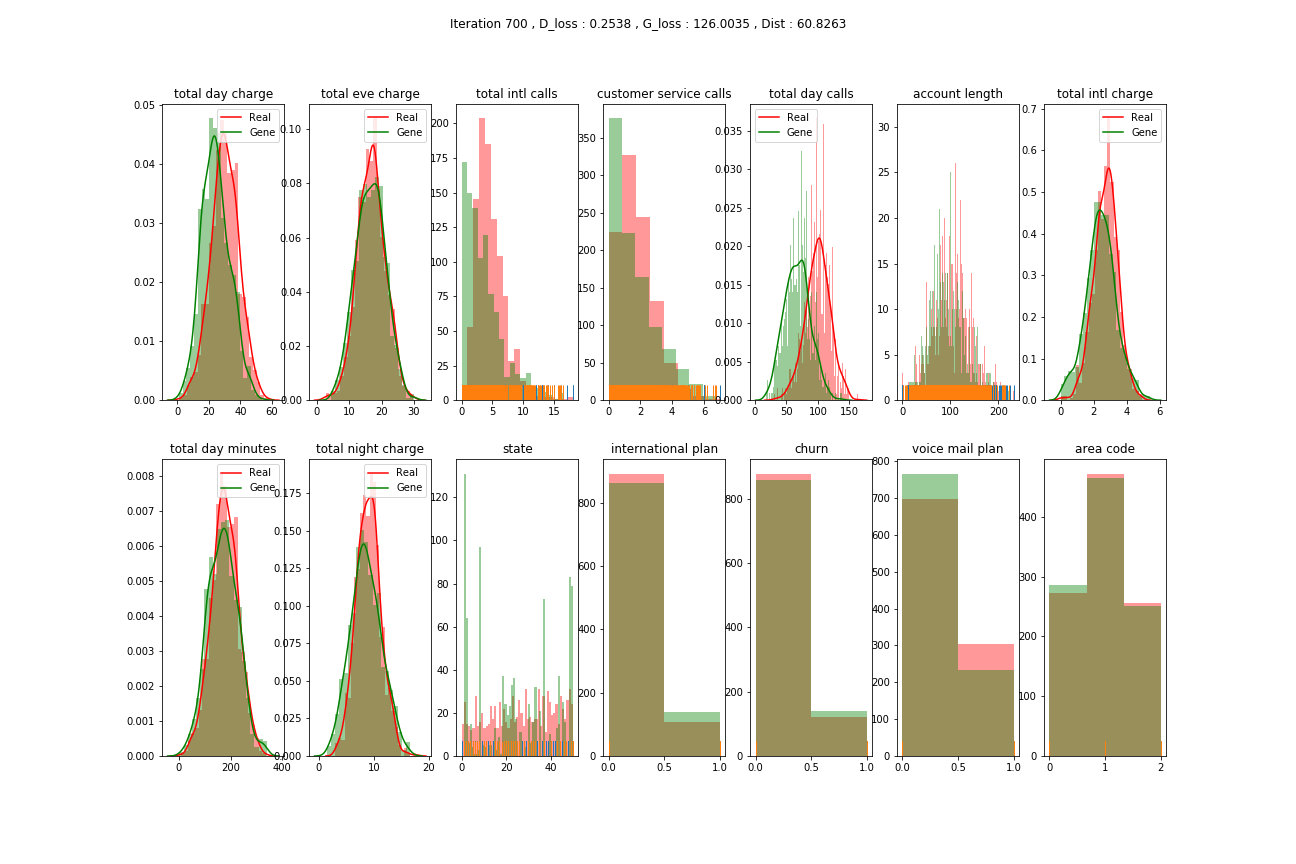 Iteration 700 , D_loss : 0.2538 , G_loss : 126.0035 , Dist : 60.8263
total day charge
total eve charge
total intl calls
customer service calls
total day calls
account length
total intl charge
Real
Gene
Real
Gene
Real
Gene
Real
Gene
0.05
0.04
0.03
0.02
0.01
0.00
0.10
0.08
0.06
0.04
0.02
0.00
200
175
150
125
100
75
50
25
0
350
300
250
200
150
100
50
0
0.035
0.030
0.025
0.020
0.015
0.010
0.005
0.000
30
25
20
15
10
5
0
0.7
0.6
0.5
0.4
0.3
0.2
0.1
0.0
0 20 40 60
0 10 20 30
0 5 10 15
0 2 4 6
0 50 100 150
0 100 200
0 2 4 6
total day minutes
total night charge
state
international plan
churn
voice mail plan
area code
Real
Gene
Real
Gene
0.008
0.007
0.006
0.005
0.004
0.003
0.002
0.001
0.000
0.175
0.150
0.125
0.100
0.075
0.050
0.025
0.000
120
100
80
60
40
20
0
800
600
400
200
0
800
600
400
200
0
800
700
600
500
400
300
200
100
0
400
300
200
100
0
0 200 400
0 10 20
0 20 40
0.0 0.5 1.0
0.0 0.5 1.0
0.0 0.5 1.0
0 1 2